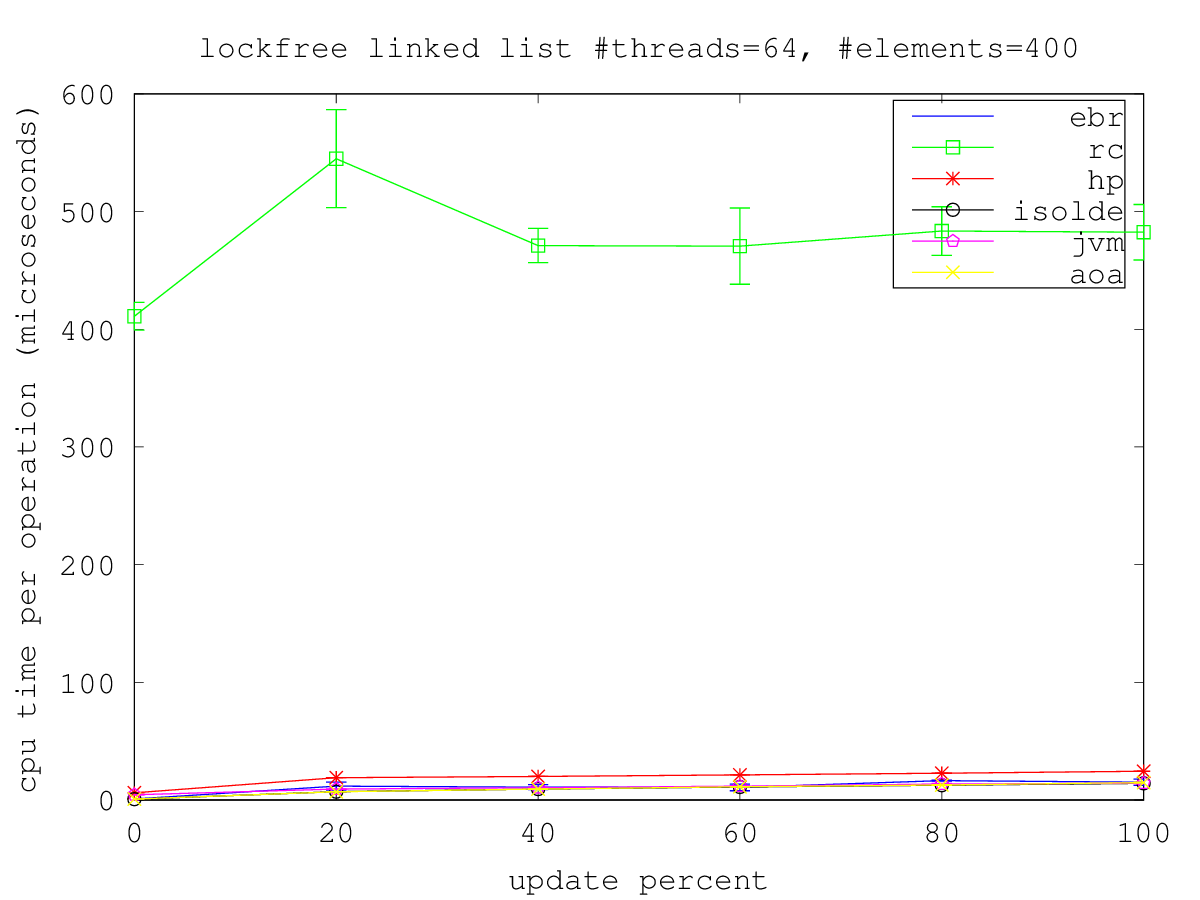 lockfree linked list #threads=64, #elements=400
600
500
400
300
200
100
0
cpu time per operation (microseconds)
ebr
rc
hp
isolde
jvm
aoa
0 20 40 60 80 100
update percent